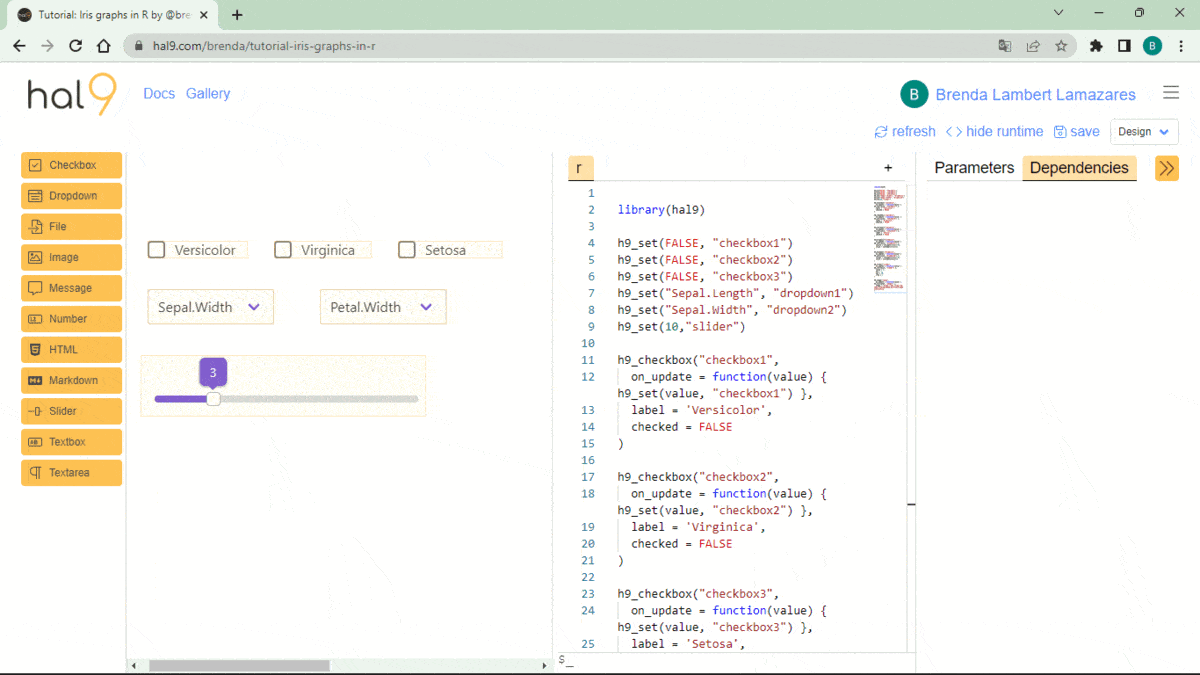 Tutorial: Iris graphs in R by @bre
hal9.com/brenda/tutorial-iris-graphs-in-r
B
hal9
Docs Gallery
B Brenda Lambert Lamazares
refresh <> hide runtime save Design
Checkbox
Dropdown
File
Image
Message
Number
HTML
Markdown
Slider
Textbox
Textarea
Versicolor Virginica Setosa
Sepal.Width Petal.Width
3
r +
1
2 library(hal9)
3
4 h9_set(FALSE, "checkbox1")
5 h9_set(FALSE, "checkbox2")
6 h9_set(FALSE, "checkbox3")
7 h9_set("Sepal.Length", "dropdown1")
8 h9_set("Sepal.Width", "dropdown2")
9 h9_set(10,"slider")
10
11 h9_checkbox("checkbox1",
12 on_update = function(value) {
h9_set(value, "checkbox1") },
13 label = 'Versicolor',
14 checked = FALSE
15 )
16
17 h9_checkbox("checkbox2",
18 on_update = function(value) {
h9_set(value, "checkbox2") },
19 label = 'Virginica',
20 checked = FALSE
21 )
22
23 h9_checkbox("checkbox3",
24 on_update = function(value) {
h9_set(value, "checkbox3") },
25 label = 'Setosa',
$_
Parameters Dependencies